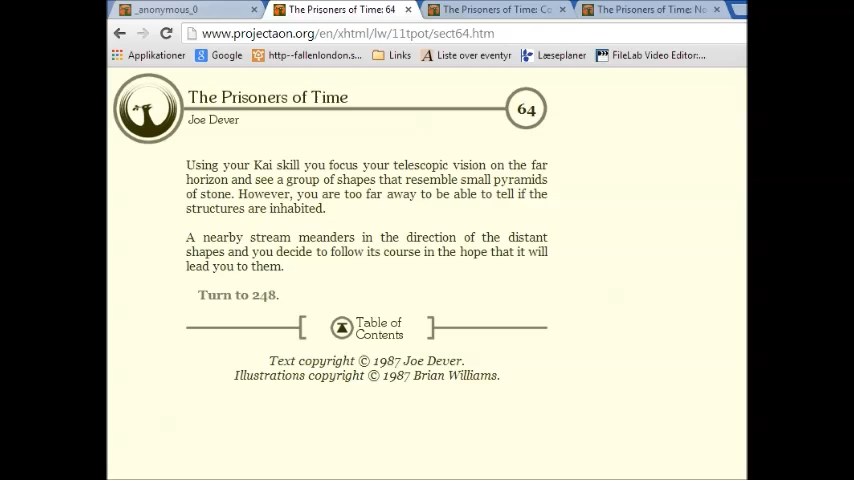 _anonymous_0
The Prisoners of Time: 64
The Prisoners of Time: Co
The Prisoners of Time: No
www.projectaon.org/en/xhtml/lw/11tpot/sect64.htm
Applikationer
Google
http--fallenlondon.s...
Links
Liste over eventyr
Læseplaner
FileLab Video Editor:...
The Prisoners of Time
64
Joe Dever
Using your Kai skill you focus your telescopic vision on the far
horizon and see a group of shapes that resemble small pyramids
of stone. However, you are too far away to be able to tell if the
structures are inhabited.
A nearby stream meanders in the direction of the distant
shapes and you decide to follow its course in the hope that it will
lead you to them.
Turn to 248.
Table of
Contents
Text copyright © 1987 Joe Dever.
Illustrations copyright © 1987 Brian Williams.